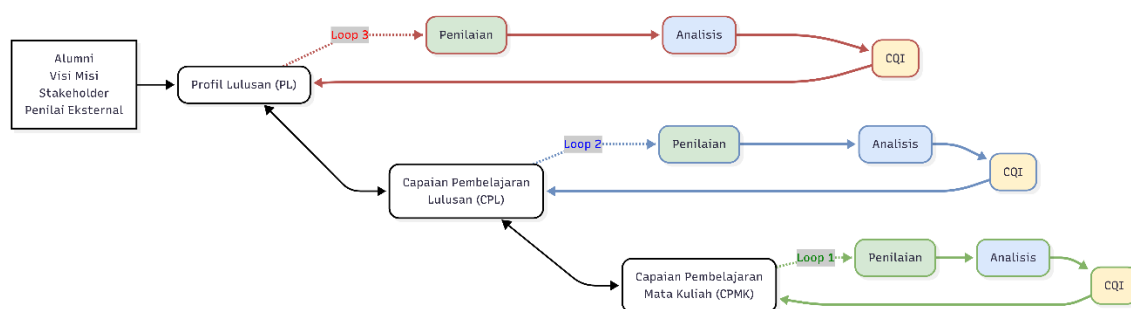 Alumni
Visi Misi
Stakeholder
Penilai Eksternal
Profil Lulusan (PL)
Loop 3
Penilaian
Analisis
CQI
Capaian Pembelajaran
Lulusan (CPL)
Loop 2
Penilaian
Analisis
CQI
Capaian Pembelajaran
Mata Kuliah (CPMK)
Loop 1
Penilaian
Analisis
CQI